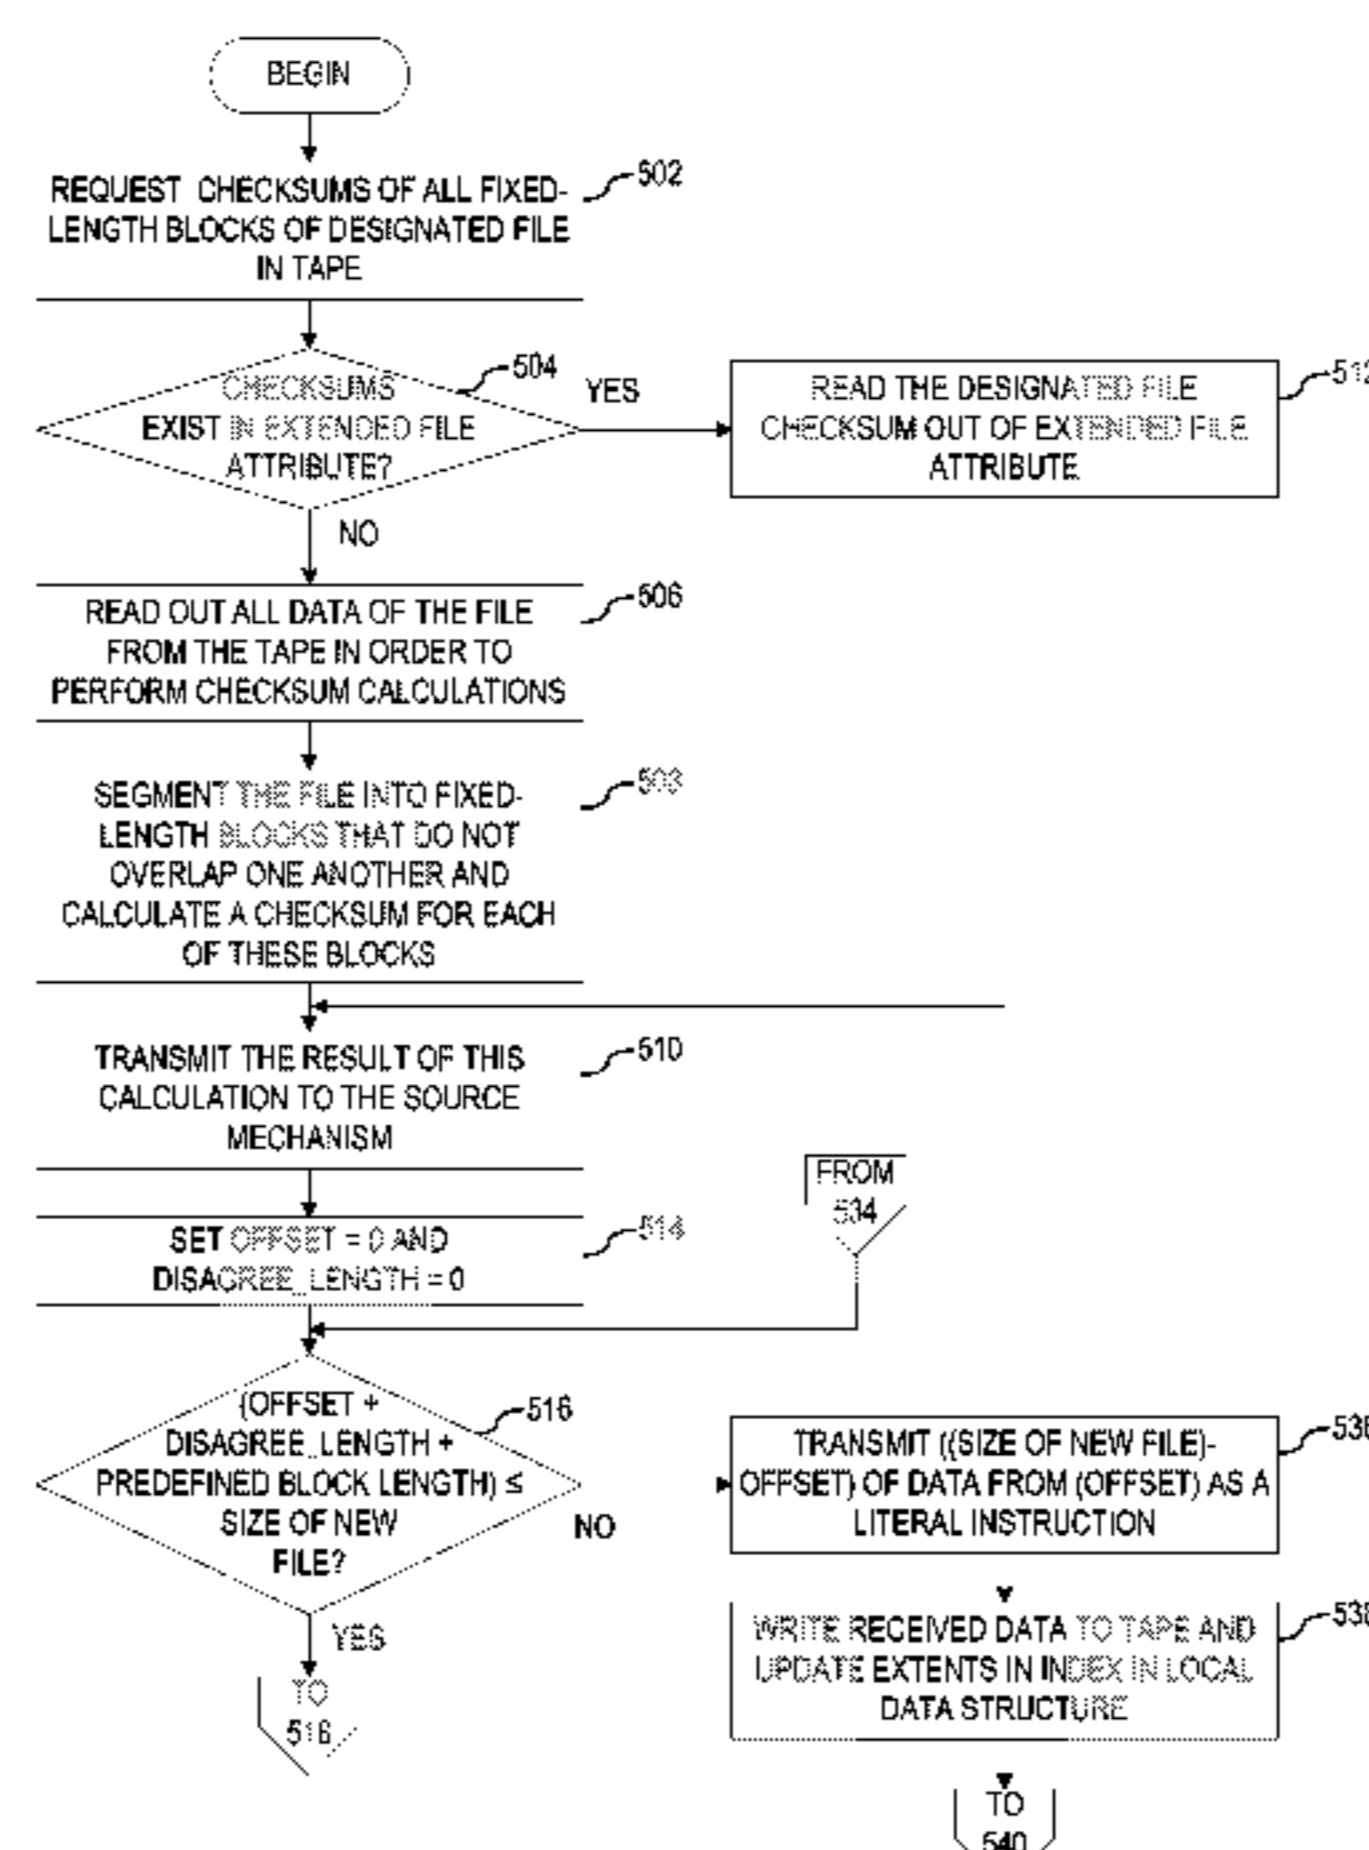 BEGIN
REQUEST CHECKSUMS OF ALL FIXED-
LENGTH BLOCKS OF DESIGNATED FILE
IN TAPE
502
CHECKSUMS
EXIST IN EXTENDED FILE
ATTRIBUTE?
504
YES
READ THE DESIGNATED FILE
CHECKSUM OUT OF EXTENDED FILE
ATTRIBUTE
NO
READ OUT ALL DATA OF THE FILE
FROM THE TAPE IN ORDER TO
PERFORM CHECKSUM CALCULATIONS
506
SEGMENT THE FILE INTO FIXED-
LENGTH BLOCKS THAT DO NOT
OVERLAP ONE ANOTHER AND
CALCULATE A CHECKSUM FOR EACH
OF THESE BLOCKS
TRANSMIT THE RESULT OF THIS
CALCULATION TO THE SOURCE
MECHANISM
510
FROM
534
SET OFFSET = 0 AND
DISAGREE_LENGTH = 0
514
(OFFSET +
DISAGREE_LENGTH +
PREDEFINED BLOCK LENGTH) ≤
SIZE OF NEW
FILE?
516
NO
TRANSMIT ((SIZE OF NEW FILE)-
OFFSET) OF DATA FROM (OFFSET) AS A
LITERAL INSTRUCTION
YES
TO
WRITE RECEIVED DATA TO TAPE AND
UPDATE EXTENTS IN INDEX IN LOCAL
DATA STRUCTURE
TO
540